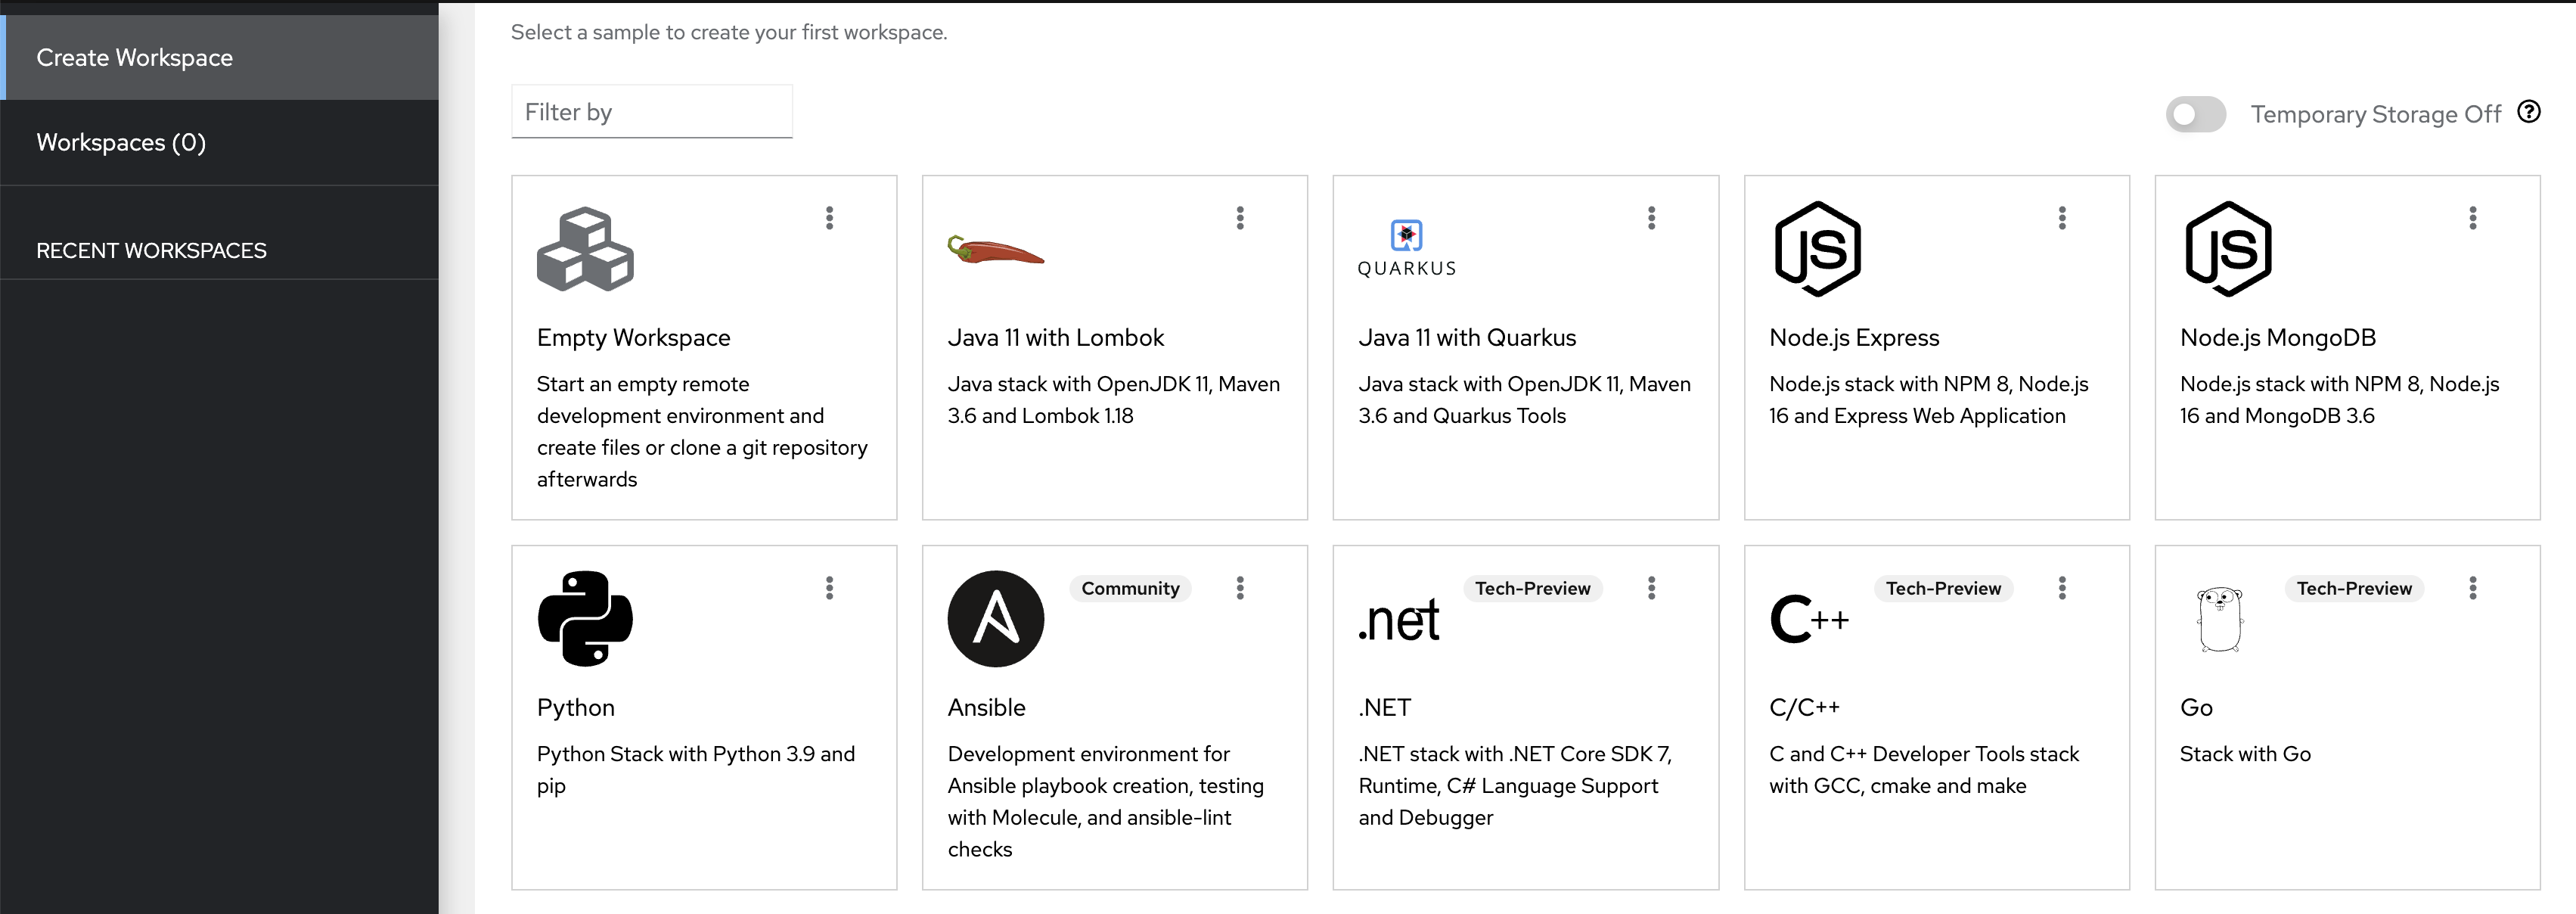 Create Workspace
Workspaces (0)
RECENT WORKSPACES
Select a sample to create your first workspace.
Filter by
Temporary Storage Off
Empty Workspace
Start an empty remote
development environment and
create files or clone a git repository
afterwards
Java 11 with Lombok
Java stack with OpenJDK 11, Maven
3.6 and Lombok 1.18
QUARKUS
Java 11 with Quarkus
Java stack with OpenJDK 11, Maven
3.6 and Quarkus Tools
JS
Node.js Express
Node.js stack with NPM 8, Node.js
16 and Express Web Application
JS
Node.js MongoDB
Node.js stack with NPM 8, Node.js
16 and MongoDB 3.6
Python
Python Stack with Python 3.9 and
pip
Community
Ansible
Development environment for
Ansible playbook creation, testing
with Molecule, and ansible-lint
checks
Tech-Preview
.net
.NET
.NET stack with .NET Core SDK 7,
Runtime, C# Language Support
and Debugger
Tech-Preview
C++
C/C++
C and C++ Developer Tools stack
with GCC, cmake and make
Tech-Preview
Go
Stack with Go